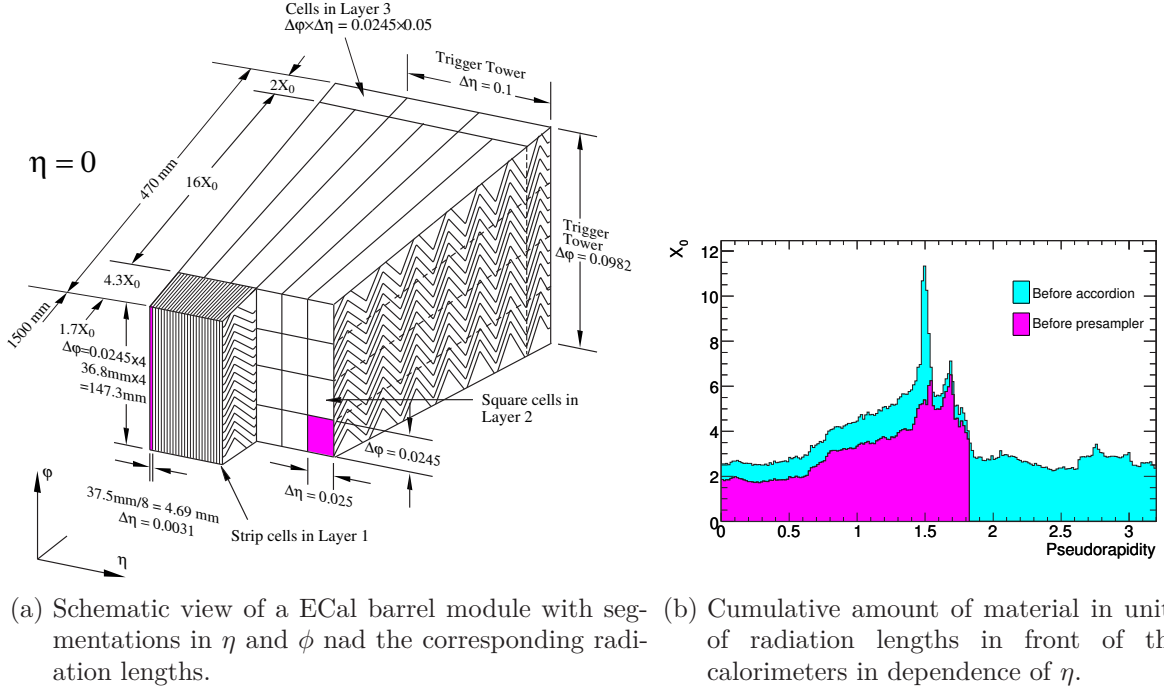 Cells in Layer 3
Δφ×Δη = 0.0245×0.05
Trigger Tower
Δη = 0.1
2X₀
η = 0
470 mm
16X₀
Trigger
Tower
Δφ = 0.0982
4.3X₀
1500 mm
1.7X₀
Δφ=0.0245×4
36.8mm×4
=147.3mm
Square cells in
Layer 2
Δφ = 0.0245
Δη = 0.025
37.5mm/8 = 4.69 mm
Δη = 0.0031
Strip cells in Layer 1
φ
η
X₀
12
10
8
6
4
2
0
Before accordion
Before presampler
0 0.5 1 1.5 2 2.5 3
Pseudorapidity
(a) Schematic view of a ECal barrel module with seg-
mentations in η and ϕ nad the corresponding radi-
ation lengths.
(b) Cumulative amount of material in unit
of radiation lengths in front of th
calorimeters in dependence of η.